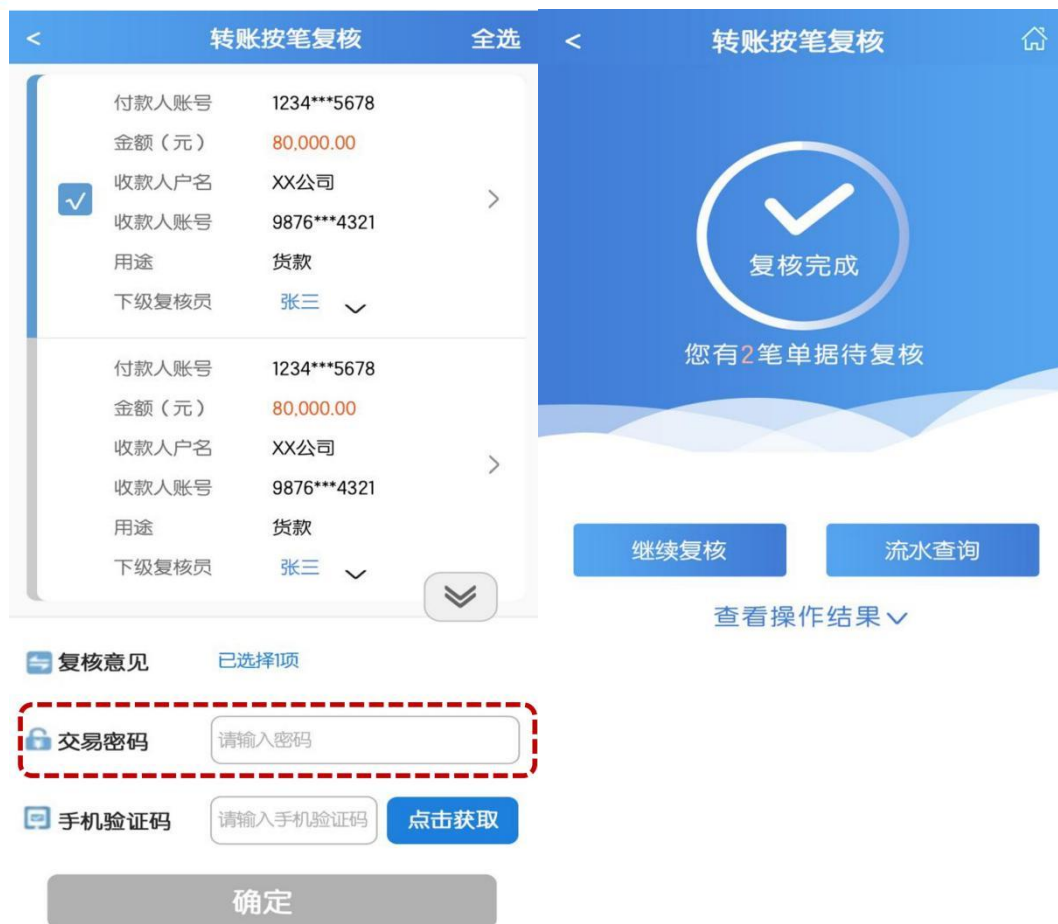 < 转账按笔复核 全选
付款人账号 1234***5678
金额（元） 80,000.00
收款人户名 XX公司
收款人账号 9876***4321
用途 货款
下级复核员 张三
付款人账号 1234***5678
金额（元） 80,000.00
收款人户名 XX公司
收款人账号 9876***4321
用途 货款
下级复核员 张三
复核意见 已选择1项
交易密码 请输入密码
手机验证码 请输入手机验证码 点击获取
确定
< 转账按笔复核
复核完成
您有2笔单据待复核
继续复核 流水查询
查看操作结果